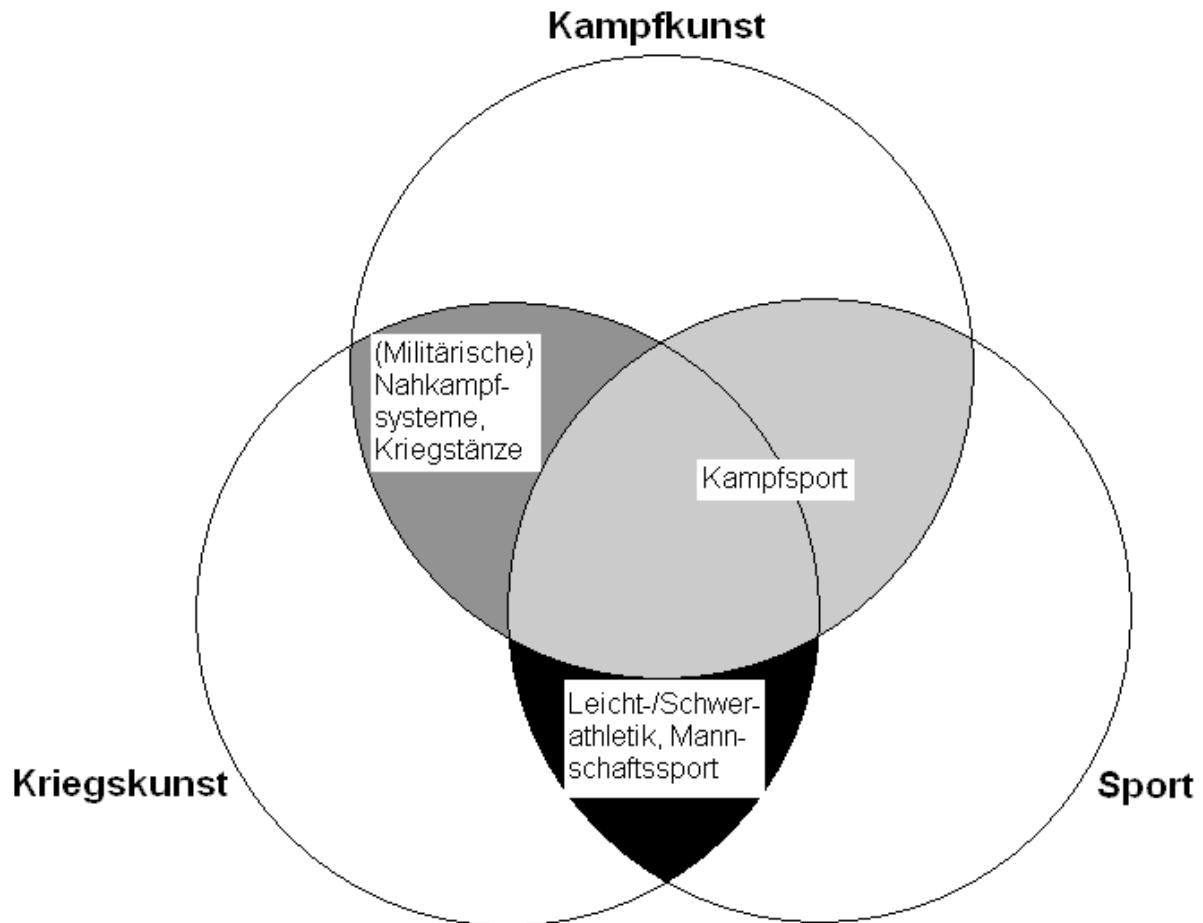 Kampfkunst
(Militärische)
Nahkampf-
systeme,
Kriegstänze
Kampfsport
Leicht-/Schwer-
athletik, Mann-
schaftssport
Kriegskunst
Sport